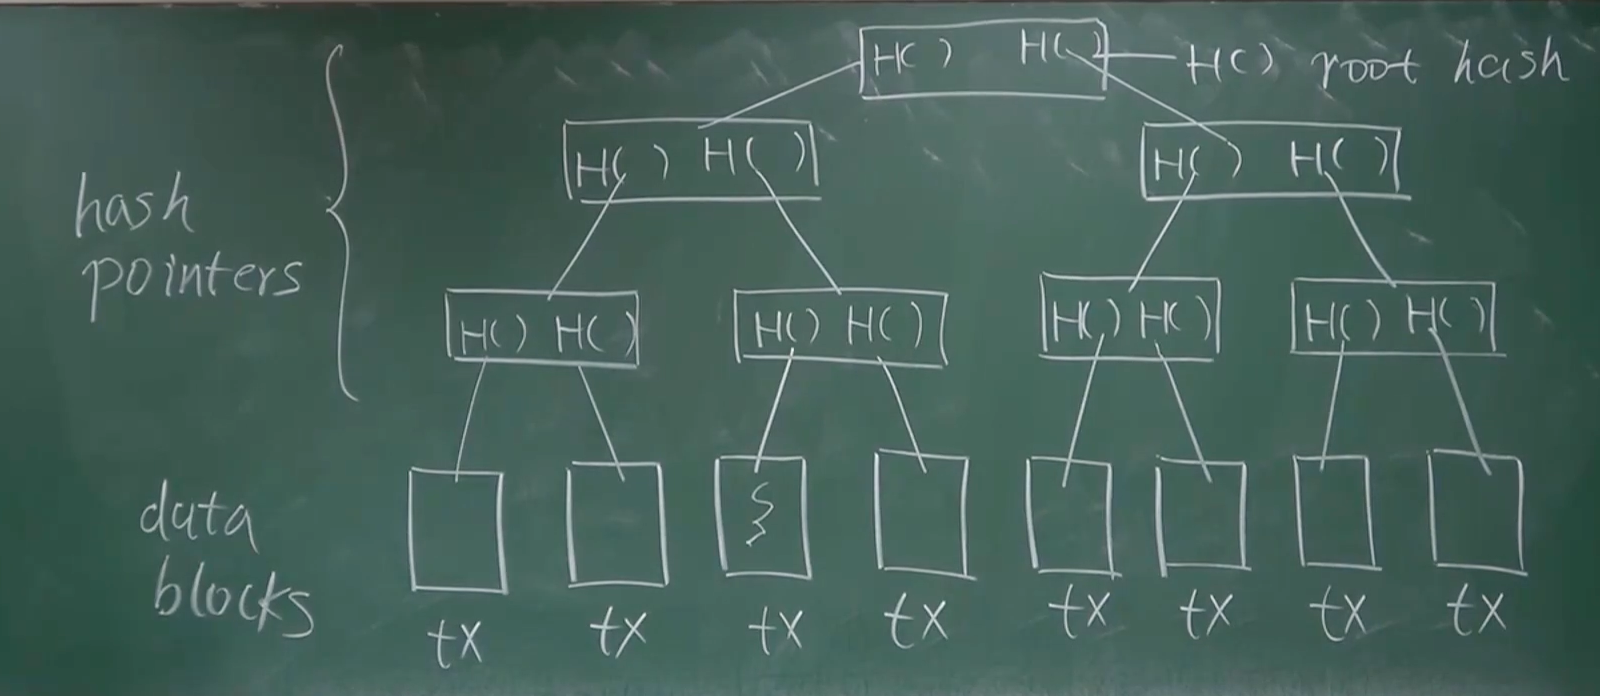 H( ) H( ) H( ) root hash
H( ) H( ) H( ) H( )
hash
pointers
H( ) H( ) H( ) H( ) H( ) H( ) H( ) H( )
data
blocks
tx tx tx tx tx tx tx tx